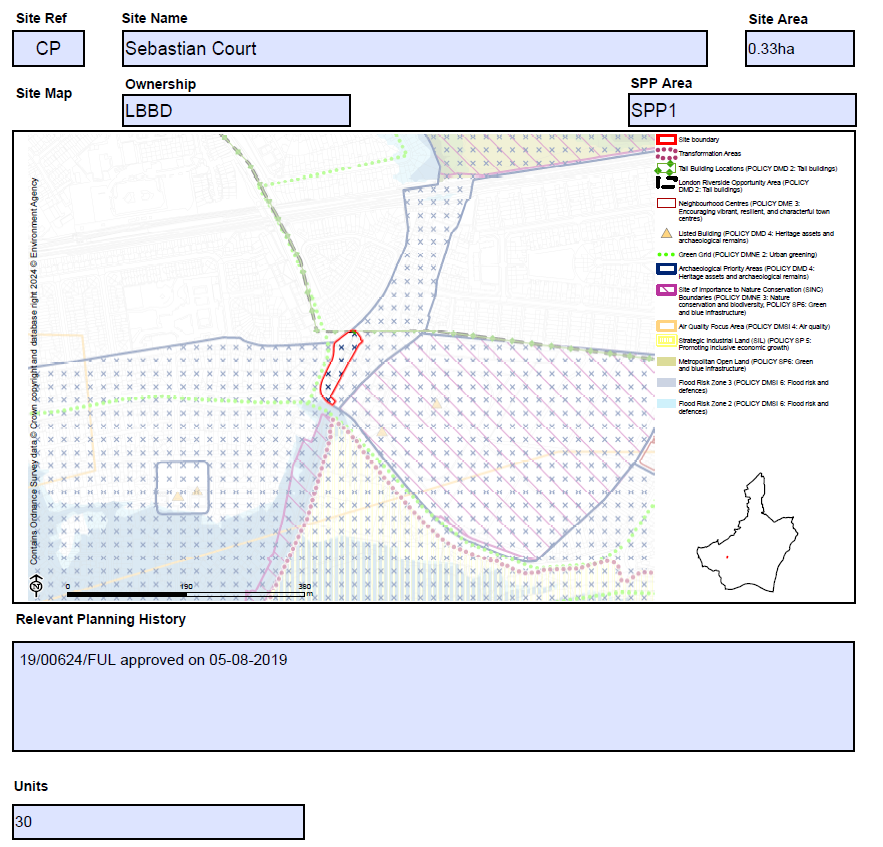 Site Ref
Site Name
Site Area
CP
Sebastian Court
0.33ha
Site Map
Ownership
SPP Area
LBBD
SPP1
Contains Ordnance Survey data © Crown copyright and database right 2024 © Environment Agency
Site boundary
Transformation Areas
Tall Building Locations (POLICY DMD 2: Tall buildings)
London Riverside Opportunity Area (POLICY
DMD 2: Tall buildings)
Neighbourhood Centres (POLICY DME 3:
Encouraging vibrant, resilient, and characterful town
centres)
Listed Building (POLICY DMD 4: Heritage assets and
archaeological remains)
Green Grid (POLICY DMNE 2: Urban greening)
Archaeological Priority Areas (POLICY DMD 4:
Heritage assets and archaeological remains)
Site of Importance to Nature Conservation (SINC)
Boundaries (POLICY DMNE 3: Nature
conservation and biodiversity, POLICY SP6: Green
and blue infrastructure)
Air Quality Focus Area (POLICY DMSI 4: Air quality)
Strategic Industrial Land (SIL) (POLICY SP 5:
Promoting inclusive economic growth)
Metropolitan Open Land (POLICY SP6: Green
and blue infrastructure)
Flood Risk Zone 3 (POLICY DMSI 6: Flood risk and
defences)
Flood Risk Zone 2 (POLICY DMSI 6: Flood risk and
defences)
N
0 190 380
m
Relevant Planning History
19/00624/FUL approved on 05-08-2019
Units
30